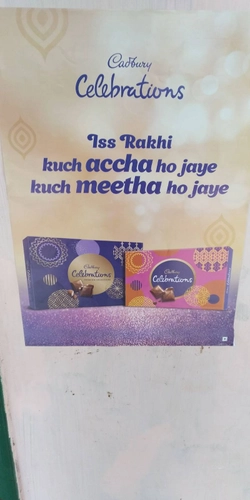 Cadbury
Celebrations
Iss Rakhi
kuch accha ho jaye
kuch meetha ho jaye
Cadbury
Celebrations
Cadbury
Celebrations